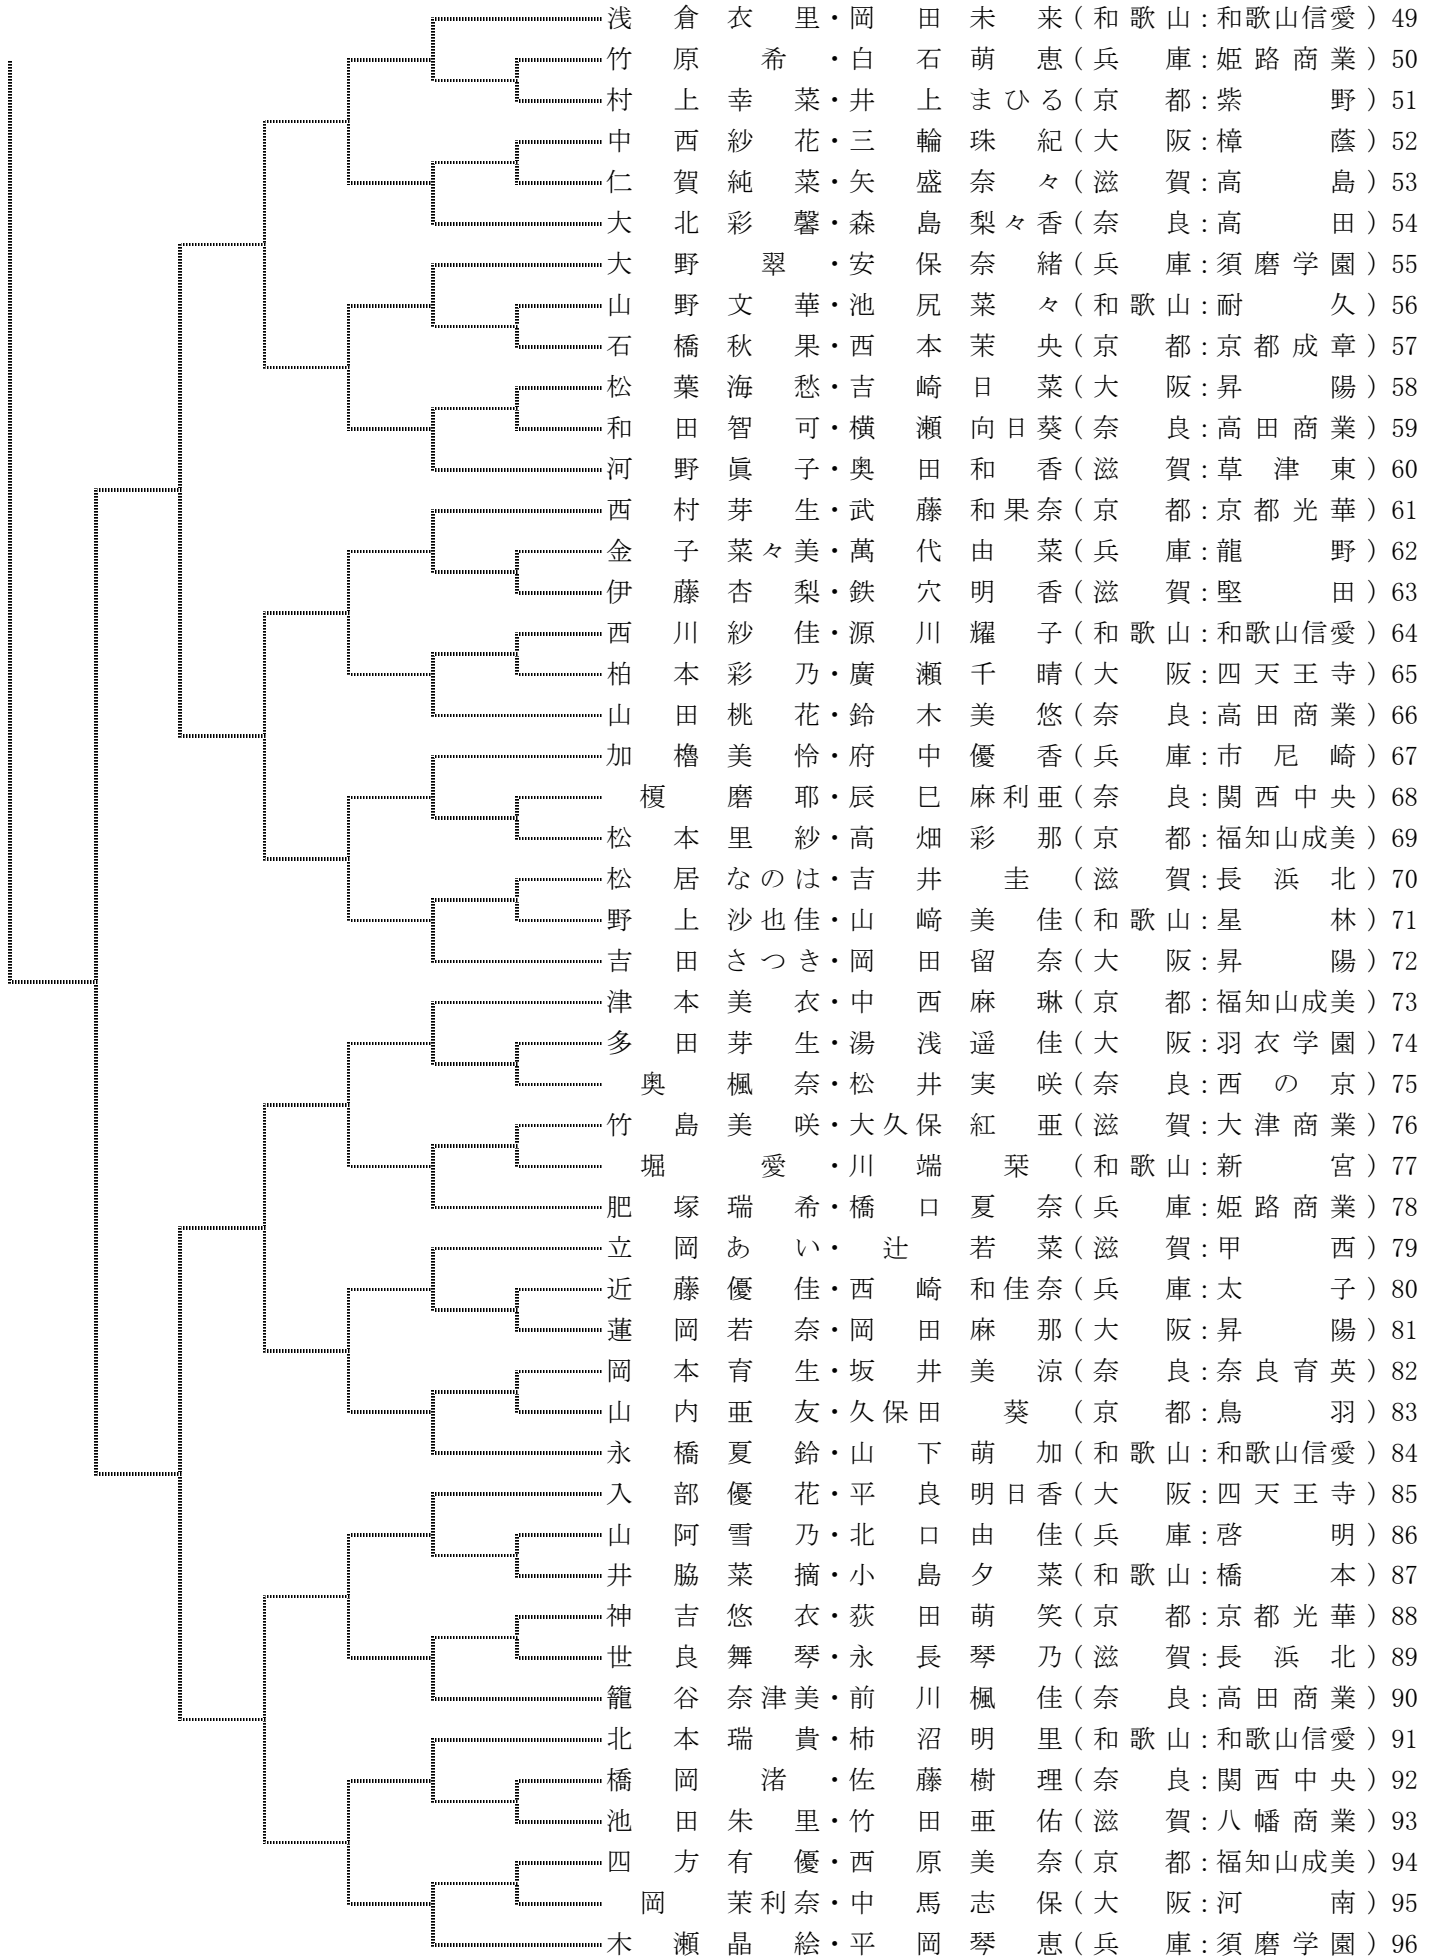 浅倉衣里・岡田未来（和歌山：和歌山信愛）49
竹原希・白石萌恵（兵庫：姫路商業）50
村上幸菜・井上まひる（京都：紫野）51
中西紗花・三輪珠紀（大阪：樟蔭）52
仁賀純菜・矢盛奈々（滋賀：高島）53
大北彩馨・森島梨々香（奈良：高田）54
大野翠・安保奈緒（兵庫：須磨学園）55
山野文華・池尻菜々（和歌山：耐久）56
石橋秋果・西本茉央（京都：京都成章）57
松葉海愁・吉崎日菜（大阪：昇陽）58
和田智可・横瀬向日葵（奈良：高田商業）59
河野眞子・奥田和香（滋賀：草津東）60
西村芽生・武藤和果奈（京都：京都光華）61
金子菜々美・萬代由菜（兵庫：龍野）62
伊藤杏梨・鉄穴明香（滋賀：堅田）63
西川紗佳・源川耀子（和歌山：和歌山信愛）64
柏本彩乃・廣瀬千晴（大阪：四天王寺）65
山田桃花・鈴木美悠（奈良：高田商業）66
加櫓美怜・府中優香（兵庫：市尼崎）67
榎磨耶・辰巳麻利亜（奈良：関西中央）68
松本里紗・高畑彩那（京都：福知山成美）69
松居なのは・吉井圭（滋賀：長浜北）70
野上沙也佳・山﨑美佳（和歌山：星林）71
吉田さつき・岡田留奈（大阪：昇陽）72
津本美衣・中西麻琳（京都：福知山成美）73
多田芽生・湯浅遥佳（大阪：羽衣学園）74
奥楓奈・松井実咲（奈良：西の京）75
竹島美咲・大久保紅亜（滋賀：大津商業）76
堀愛・川端栞（和歌山：新宮）77
肥塚瑞希・橋口夏奈（兵庫：姫路商業）78
立岡あい・辻若菜（滋賀：甲西）79
近藤優佳・西崎和佳奈（兵庫：太子）80
蓮岡若奈・岡田麻那（大阪：昇陽）81
岡本育生・坂井美涼（奈良：奈良育英）82
山内亜友・久保田葵（京都：鳥羽）83
永橋夏鈴・山下萌加（和歌山：和歌山信愛）84
入部優花・平良明日香（大阪：四天王寺）85
山阿雪乃・北口由佳（兵庫：啓明）86
井脇菜摘・小島夕菜（和歌山：橋本）87
神吉悠衣・荻田萌笑（京都：京都光華）88
世良舞琴・永長琴乃（滋賀：長浜北）89
籠谷奈津美・前川楓佳（奈良：高田商業）90
北本瑞貴・柿沼明里（和歌山：和歌山信愛）91
橋岡渚・佐藤樹理（奈良：関西中央）92
池田朱里・竹田亜佑（滋賀：八幡商業）93
四方有優・西原美奈（京都：福知山成美）94
岡茉利奈・中馬志保（大阪：河南）95
木瀬晶絵・平岡琴恵（兵庫：須磨学園）96